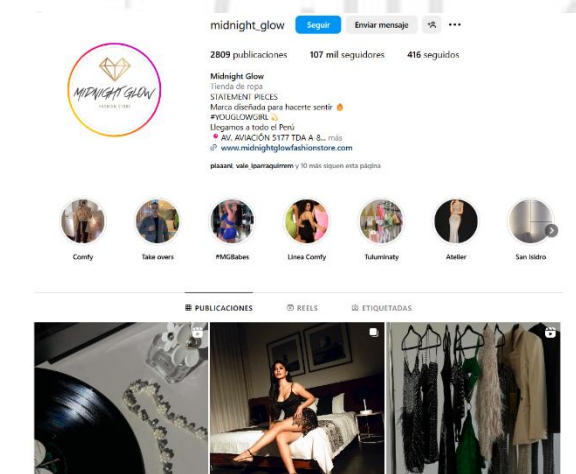 midnight_glow Seguir Enviar mensaje
2809 publicaciones 107 mil seguidores 416 seguidos
Midnight Glow
Tienda de ropa
STATEMENT PIECES
Marca diseñada para hacerte sentir 🔥
#YOUGLOWGIRL 💫
Llegamos a todo el Perú
📍 AV. AVIACIÓN 5177 TDA A-8... más
www.midnightglowfashionstore.com
y 10 más siguen esta página
MIDNIGHT GLOW
FASHION STORE
Comfy Take overs #MGBabes Linea Comfy Tuluminaty Atelier San Isidro
PUBLICACIONES REELS ETIQUETADAS